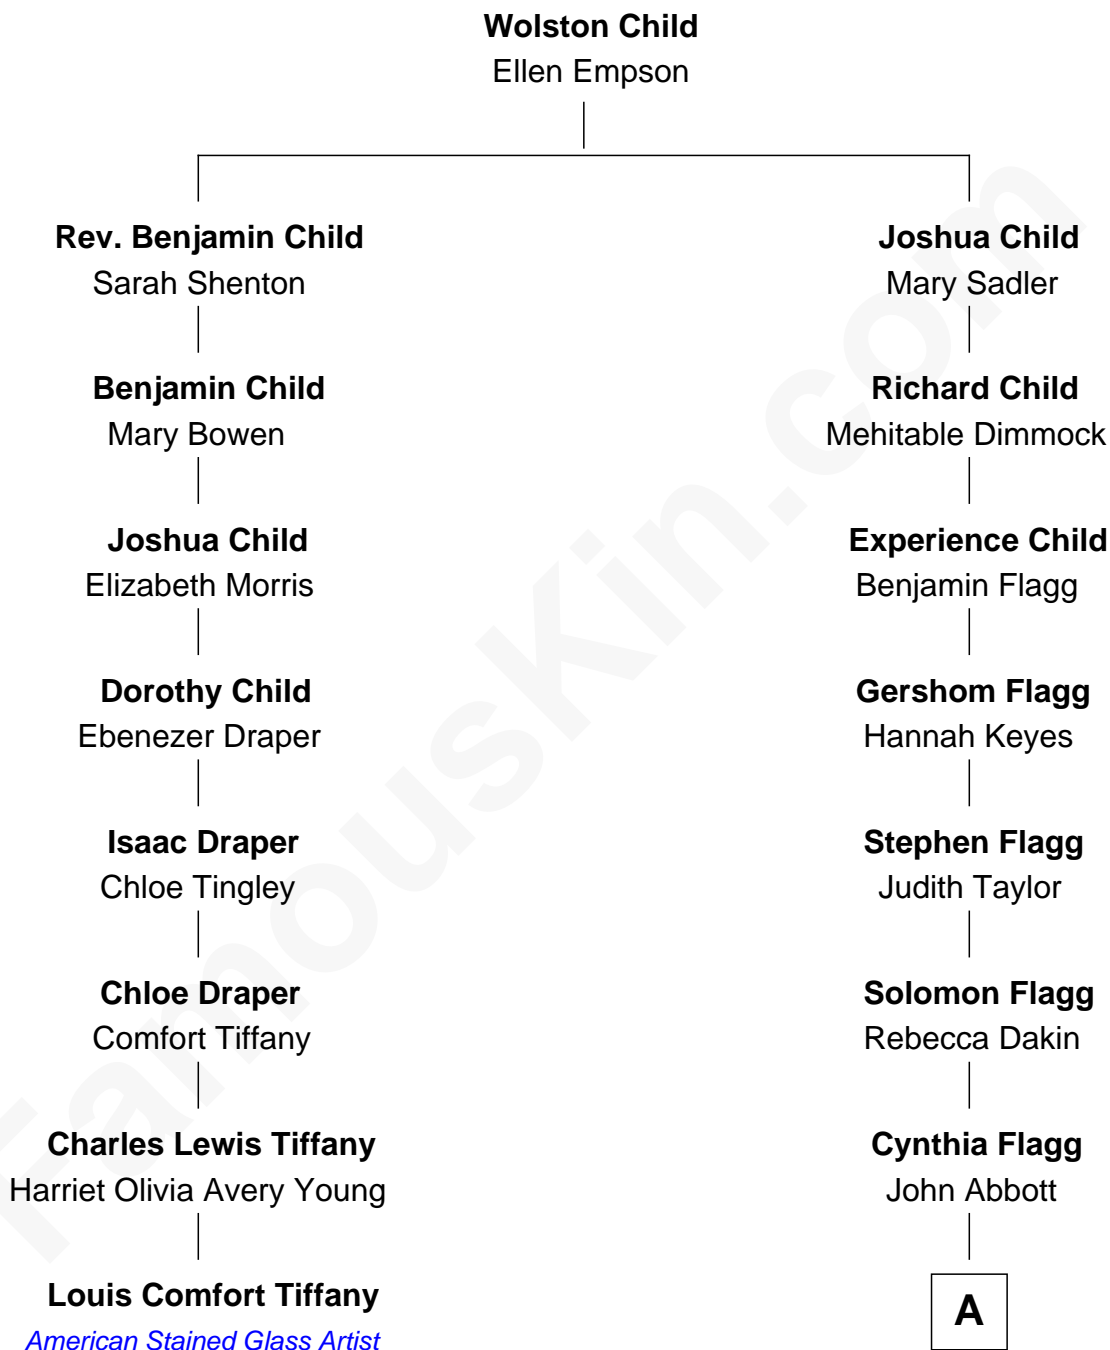 Wolston Child
Ellen Empson
Rev. Benjamin Child
Sarah Shenton
Joshua Child
Mary Sadler
Benjamin Child
Mary Bowen
Richard Child
Mehitable Dimmock
Joshua Child
Elizabeth Morris
Experience Child
Benjamin Flagg
Dorothy Child
Ebenezer Draper
Gershom Flagg
Hannah Keyes
Isaac Draper
Chloe Tingley
Stephen Flagg
Judith Taylor
Chloe Draper
Comfort Tiffany
Solomon Flagg
Rebecca Dakin
Charles Lewis Tiffany
Harriet Olivia Avery Young
Cynthia Flagg
John Abbott
Louis Comfort Tiffany
American Stained Glass Artist
A
FamousKin.com